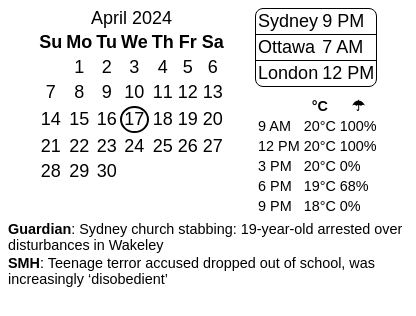 April 2024
Su Mo Tu We Th Fr Sa
1 2 3 4 5 6
7 8 9 10 11 12 13
14 15 16 17 18 19 20
21 22 23 24 25 26 27
28 29 30
Sydney 9 PM
Ottawa 7 AM
London 12 PM
°C ☂
9 AM 20°C 100%
12 PM 20°C 100%
3 PM 20°C 0%
6 PM 19°C 68%
9 PM 18°C 0%
Guardian: Sydney church stabbing: 19-year-old arrested over
disturbances in Wakeley
SMH: Teenage terror accused dropped out of school, was
increasingly ‘disobedient’